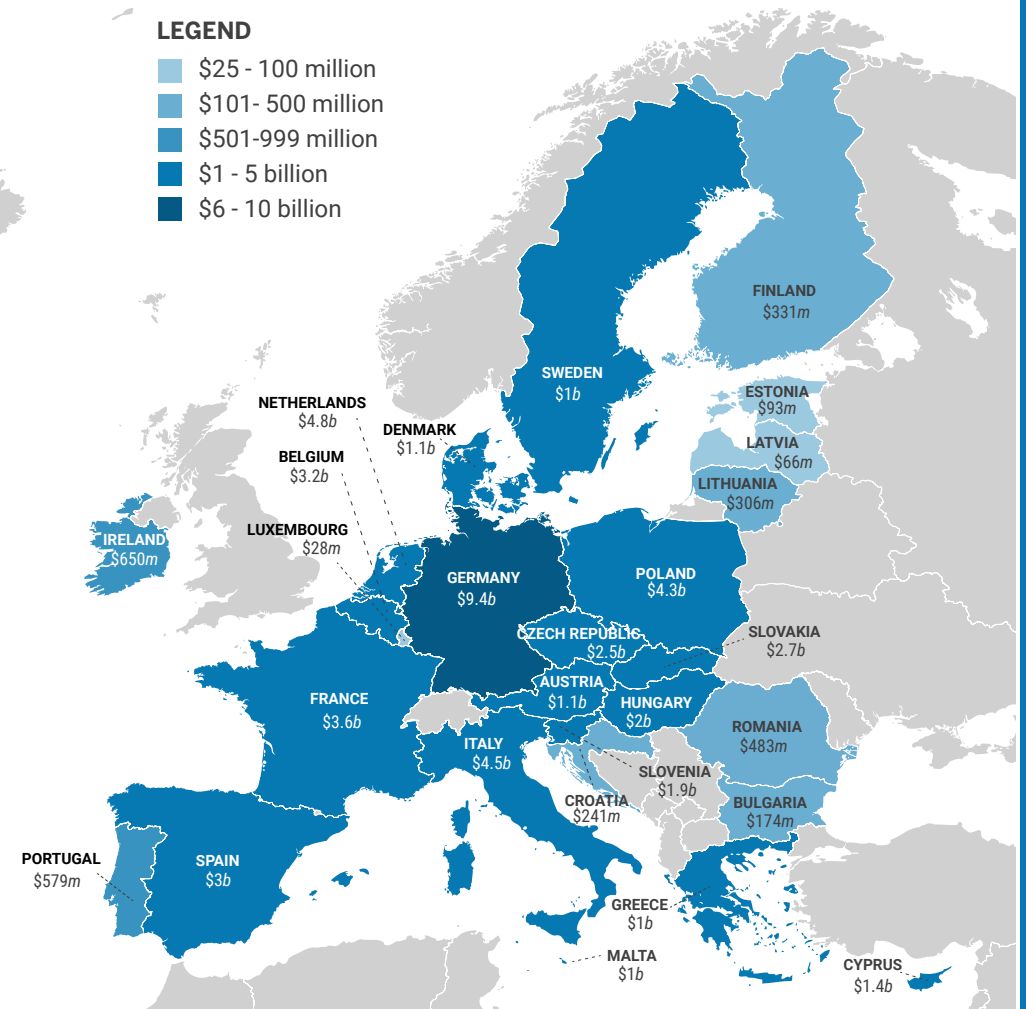 LEGEND
$25 - 100 million
$101- 500 million
$501-999 million
$1 - 5 billion
$6 - 10 billion
FINLAND
$331m
SWEDEN
$1b
ESTONIA
$93m
NETHERLANDS
$4.8b
DENMARK
$1.1b
LATVIA
$66m
BELGIUM
$3.2b
LITHUANIA
$306m
LUXEMBOURG
$28m
IRELAND
$650m
GERMANY
$9.4b
POLAND
$4.3b
CZECH REPUBLIC
$2.5b
SLOVAKIA
$2.7b
AUSTRIA
$1.1b
FRANCE
$3.6b
HUNGARY
$2b
ROMANIA
$483m
ITALY
$4.5b
SLOVENIA
$1.9b
CROATIA
$241m
BULGARIA
$174m
PORTUGAL
$579m
SPAIN
$3b
GREECE
$1b
MALTA
$1b
CYPRUS
$1.4b